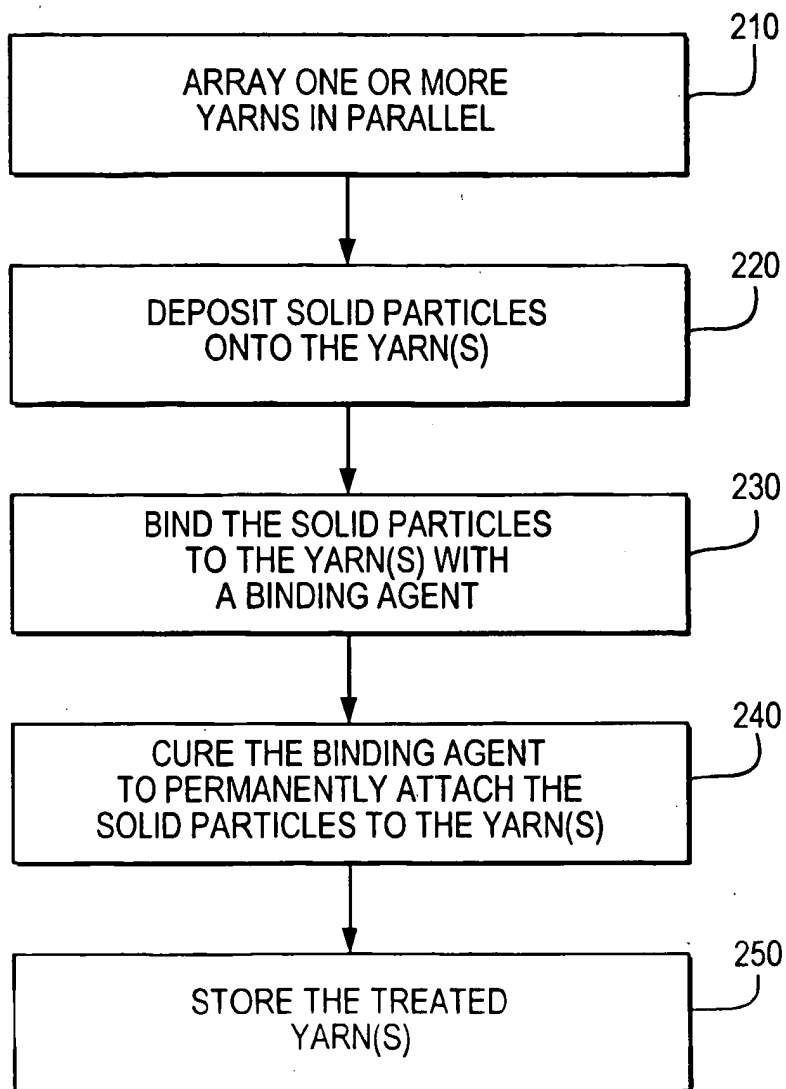 210
ARRAY ONE OR MORE
YARNS IN PARALLEL
220
DEPOSIT SOLID PARTICLES
ONTO THE YARN(S)
230
BIND THE SOLID PARTICLES
TO THE YARN(S) WITH
A BINDING AGENT
240
CURE THE BINDING AGENT
TO PERMANENTLY ATTACH THE
SOLID PARTICLES TO THE YARN(S)
250
STORE THE TREATED
YARN(S)